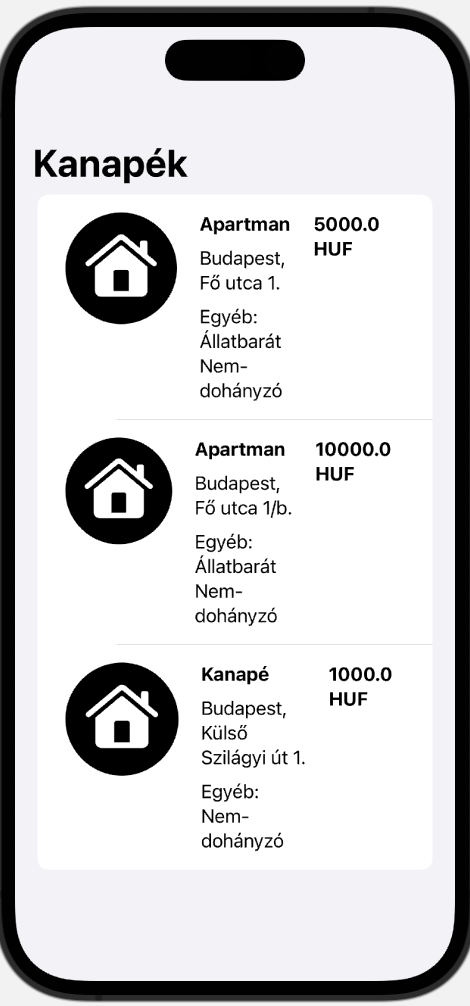 Kanapék
Apartman
Budapest,
Fő utca 1.
Egyéb:
Állatbarát
Nem-
dohányzó
5000.0
HUF
Apartman
Budapest,
Fő utca 1/b.
Egyéb:
Állatbarát
Nem-
dohányzó
10000.0
HUF
Kanapé
Budapest,
Külső
Szilágyi út 1.
Egyéb:
Nem-
dohányzó
1000.0
HUF